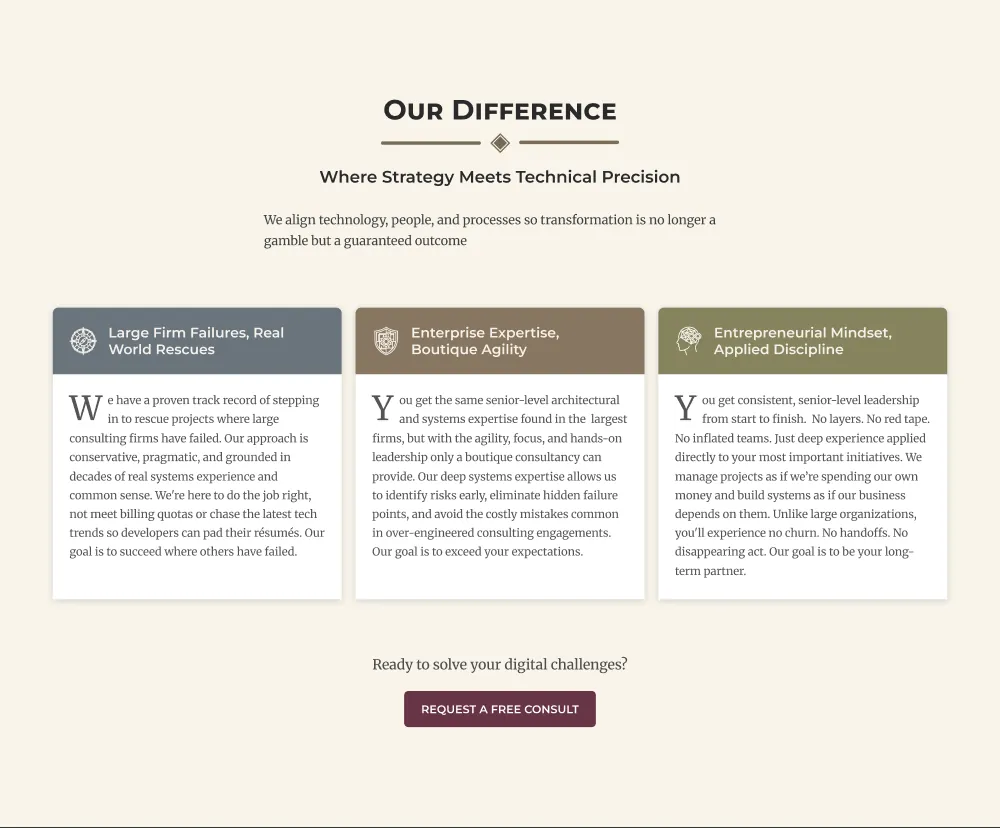 Our Difference
Where Strategy Meets Technical Precision
We align technology, people, and processes so transformation is no longer a
gamble but a guaranteed outcome
Large Firm Failures, Real
World Rescues
We have a proven track record of stepping
in to rescue projects where large
consulting firms have failed. Our approach is
conservative, pragmatic, and grounded in
decades of real systems experience and
common sense. We're here to do the job right,
not meet billing quotas or chase the latest tech
trends so developers can pad their résumés. Our
goal is to succeed where others have failed.
Enterprise Expertise,
Boutique Agility
You get the same senior-level architectural
and systems expertise found in the largest
firms, but with the agility, focus, and hands-on
leadership only a boutique consultancy can
provide. Our deep systems expertise allows us
to identify risks early, eliminate hidden failure
points, and avoid the costly mistakes common
in over-engineered consulting engagements.
Our goal is to exceed your expectations.
Entrepreneurial Mindset,
Applied Discipline
You get consistent, senior-level leadership
from start to finish. No layers. No red tape.
No inflated teams. Just deep experience applied
directly to your most important initiatives. We
manage projects as if we’re spending our own
money and build systems as if our business
depends on them. Unlike large organizations,
you'll experience no churn. No handoffs. No
disappearing act. Our goal is to be your long-
term partner.
Ready to solve your digital challenges?
REQUEST A FREE CONSULT